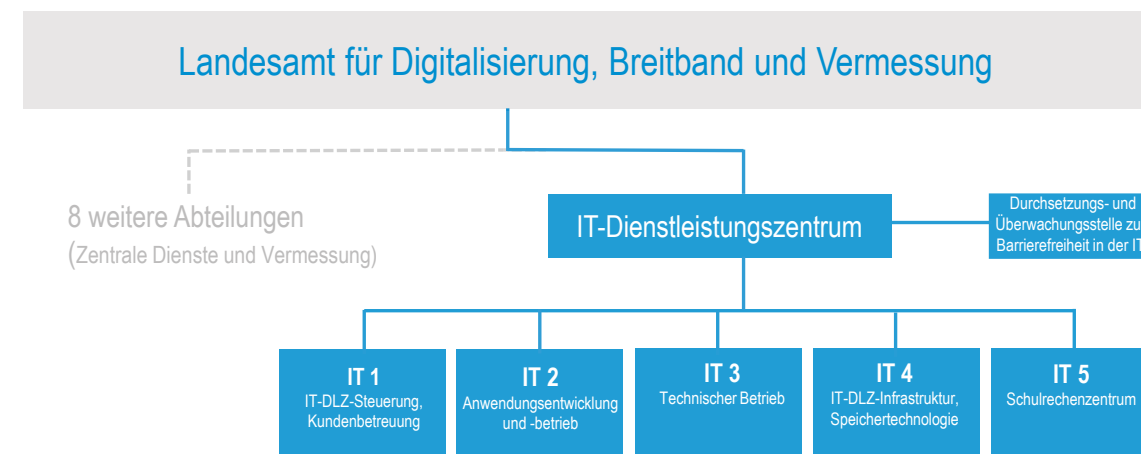 Landesamt für Digitalisierung, Breitband und Vermessung
8 weitere Abteilungen
(Zentrale Dienste und Vermessung)
IT-Dienstleistungszentrum
Durchsetzungs- und
Überwachungsstelle zu
Barrierefreiheit in der IT
IT 1
IT-DLZ-Steuerung,
Kundenbetreuung
IT 2
Anwendungsentwicklung
und -betrieb
IT 3
Technischer Betrieb
IT 4
IT-DLZ-Infrastruktur,
Speichertechnologie
IT 5
Schulrechenzentrum